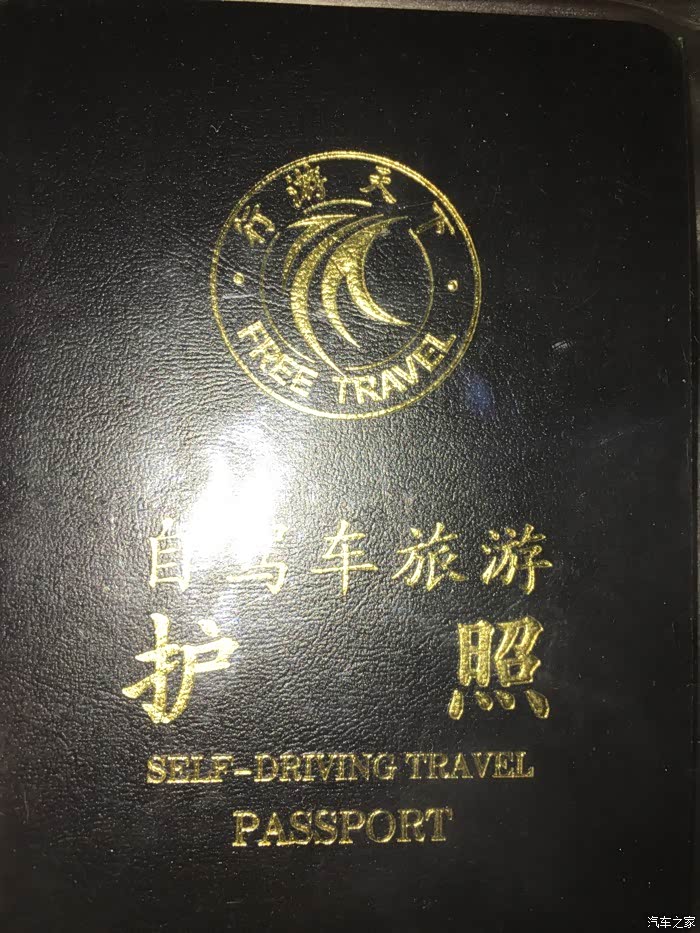 行游天下
FREE TRAVEL
自驾车旅游
护照
SELF-DRIVING TRAVEL
PASSPORT
汽车之家